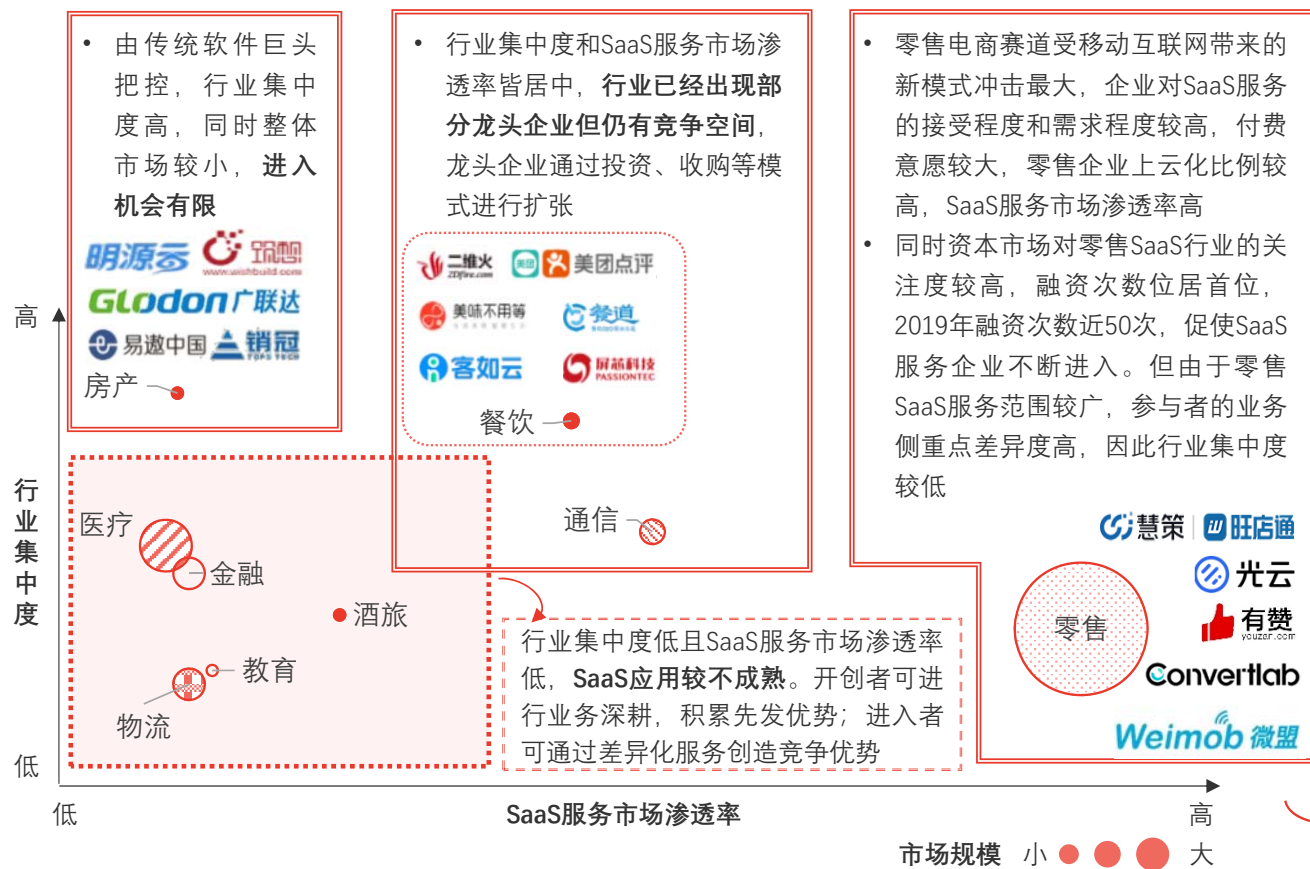 • 由传统软件巨头
把控，行业集中
度高，同时整体
市场较小，进入
机会有限
明源云 筑想
www.wishbuild.com
GLodon广联达
易遨中国 销冠
TOPS TECH
房产
• 行业集中度和SaaS服务市场渗
透率皆居中，行业已经出现部
分龙头企业但仍有竞争空间，
龙头企业通过投资、收购等模
式进行扩张
二维火 美团 美团点评
2Dfire.com
美味不用等 餐道
客如云 屏芯科技
PASSIONTEC
餐饮
通信
• 零售电商赛道受移动互联网带来的
新模式冲击最大，企业对SaaS服务
的接受程度和需求程度较高，付费
意愿较大，零售企业上云化比例较
高，SaaS服务市场渗透率高
• 同时资本市场对零售SaaS行业的关
注度较高，融资次数位居首位，
2019年融资次数近50次，促使SaaS
服务企业不断进入。但由于零售
SaaS服务范围较广，参与者的业务
侧重点差异度高，因此行业集中度
较低
慧策 旺店通
光云
有赞
youzan.com
Convertlab
Weimob 微盟
零售
高
行业集中度
低
医疗
金融
酒旅
教育
物流
行业集中度低且SaaS服务市场渗透率
低，SaaS应用较不成熟。开创者可进
行业务深耕，积累先发优势；进入者
可通过差异化服务创造竞争优势
低
SaaS服务市场渗透率
高
市场规模 小 大